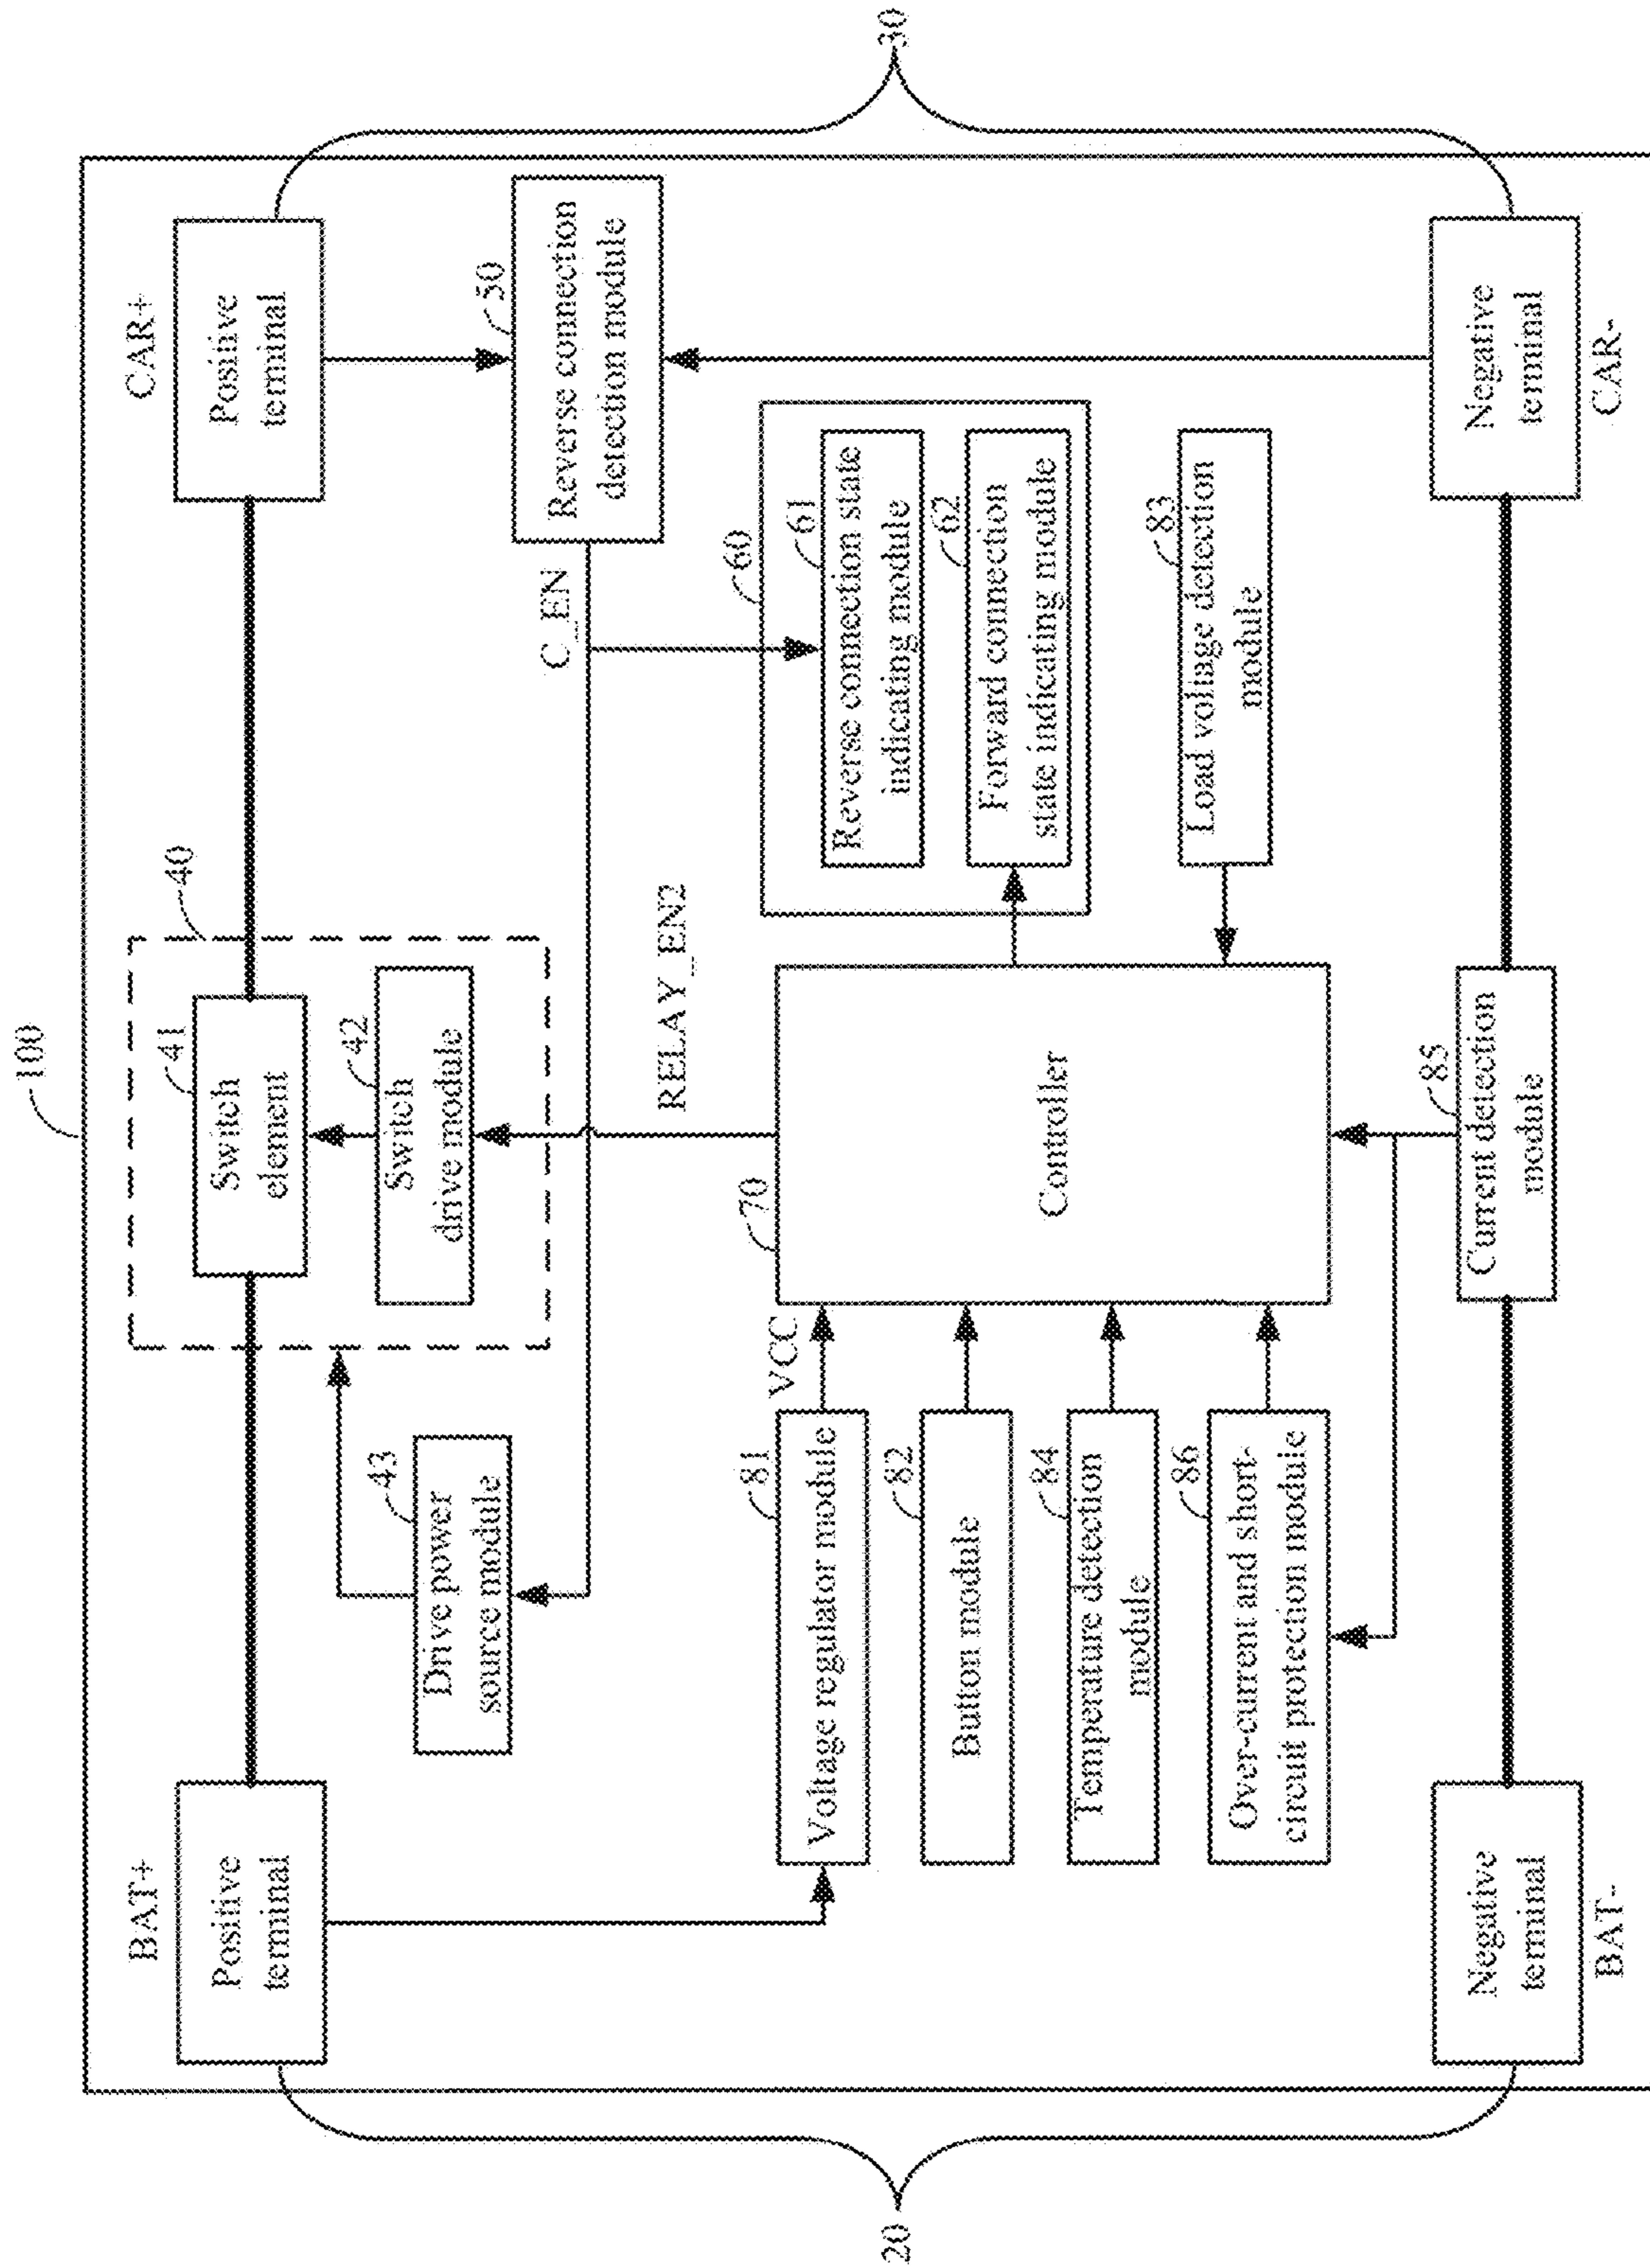 100
BAT+
CAR+
Positive
terminal
40
41
Switch
element
Positive
terminal
42
Switch
drive module
43
Drive power
source module
50
Reverse connection
detection module
C_EN
RELAY_EN2
20
30
81
Voltage regulator module
VCC
70
Controller
60
61
Reverse connection state
indicating module
82
Button module
62
Forward connection
state indicating module
84
Temperature detection
module
83
Load voltage detection
module
86
Over-current and short-
circuit protection module
85
Current detection
module
Negative
terminal
Negative
terminal
BAT-
CAR-